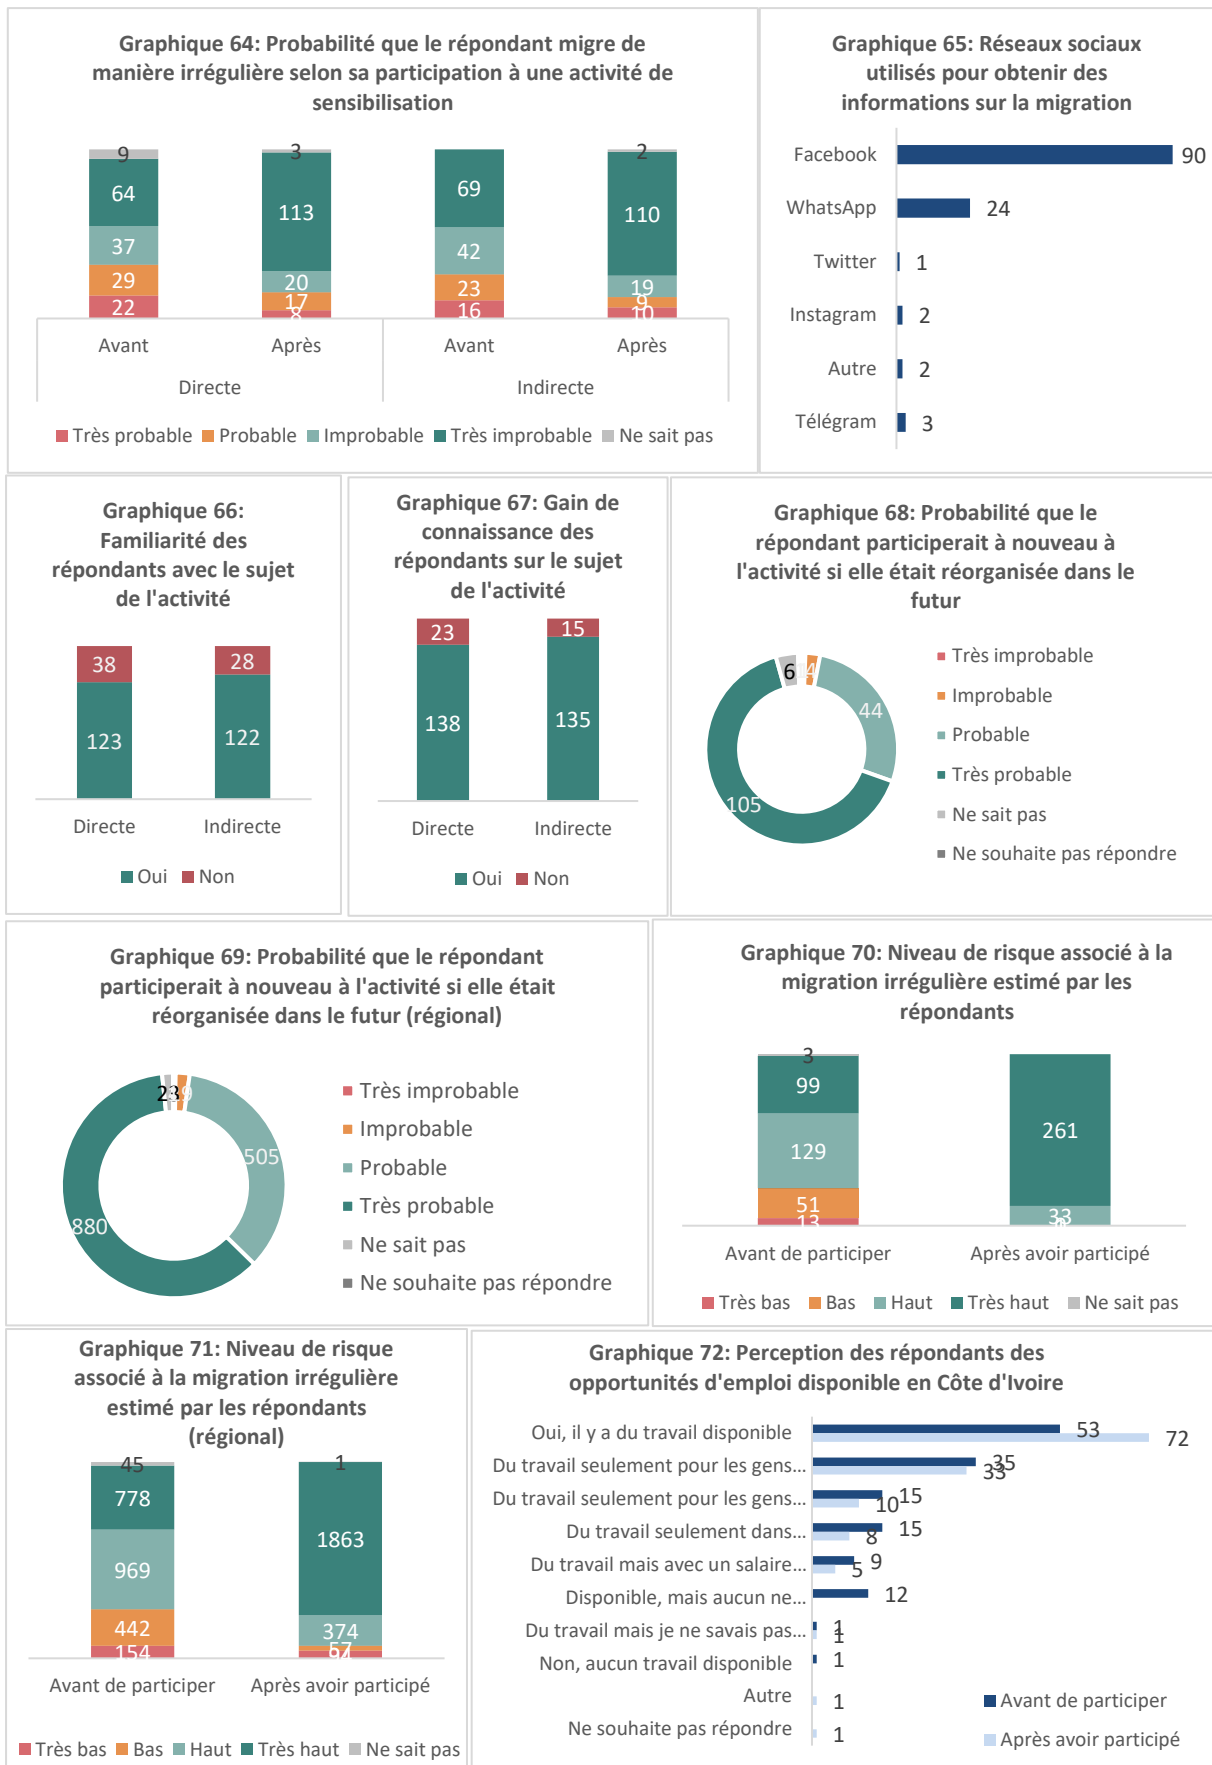 Graphique 64: Probabilité que le répondant migre de
manière irrégulière selon sa participation à une activité de
sensibilisation
9
64
37
29
22
3
113
20
17
8
69
42
23
16
2
110
19
9
10
Avant
Après
Avant
Après
Directe
Indirecte
Très probable
Probable
Improbable
Très improbable
Ne sait pas
Graphique 65: Réseaux sociaux
utilisés pour obtenir des
informations sur la migration
Facebook
90
WhatsApp
24
Twitter
1
Instagram
2
Autre
2
Télégram
3
Graphique 66:
Familiarité des
répondants avec le sujet
de l'activité
38
28
123
122
Directe
Indirecte
Oui
Non
Graphique 67: Gain de
connaissance des
répondants sur le sujet
de l'activité
23
15
138
135
Directe
Indirecte
Oui
Non
Graphique 68: Probabilité que le
répondant participerait à nouveau à
l'activité si elle était réorganisée dans le
futur
6
4
44
105
Très improbable
Improbable
Probable
Très probable
Ne sait pas
Ne souhaite pas répondre
Graphique 69: Probabilité que le répondant
participerait à nouveau à l'activité si elle était
réorganisée dans le futur (régional)
505
880
Très improbable
Improbable
Probable
Très probable
Ne sait pas
Ne souhaite pas répondre
Graphique 70: Niveau de risque associé à la
migration irrégulière estimé par les
répondants
3
99
129
51
13
261
33
Avant de participer
Après avoir participé
Très bas
Bas
Haut
Très haut
Ne sait pas
Graphique 71: Niveau de risque
associé à la migration irrégulière
estimé par les répondants
(régional)
45
778
969
442
154
1
1863
374
57
Avant de participer
Après avoir participé
Très bas
Bas
Haut
Très haut
Ne sait pas
Graphique 72: Perception des répondants des
opportunités d'emploi disponible en Côte d'Ivoire
Oui, il y a du travail disponible
53
72
Du travail seulement pour les gens...
35
33
Du travail seulement pour les gens...
15
10
Du travail seulement dans...
15
8
Du travail mais avec un salaire...
9
5
Disponible, mais aucun ne...
12
Du travail mais je ne savais pas...
1
1
Non, aucun travail disponible
1
Autre
1
Ne souhaite pas répondre
1
Avant de participer
Après avoir participé